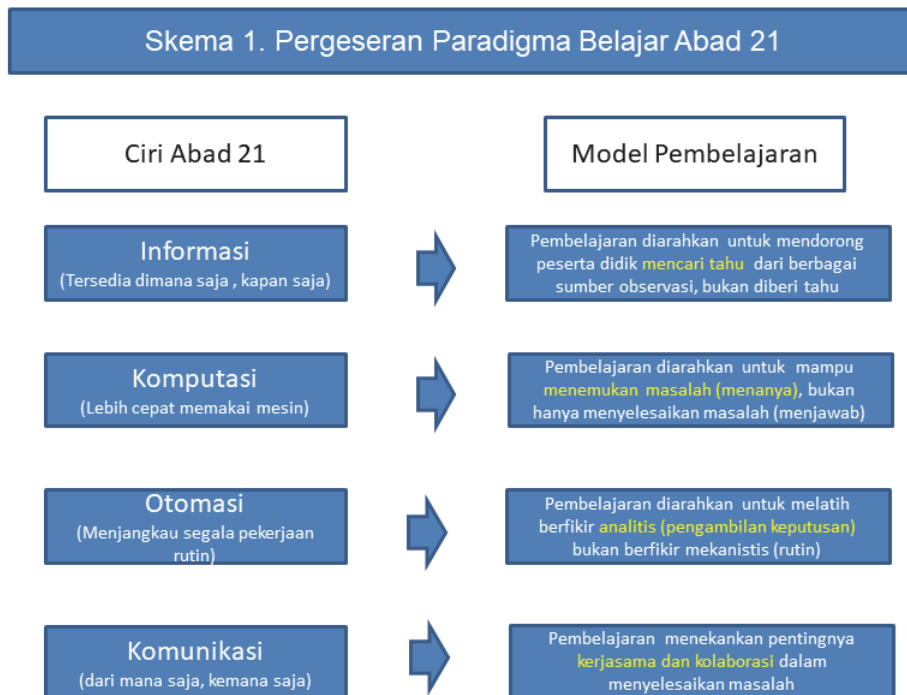 Skema 1. Pergeseran Paradigma Belajar Abad 21
Ciri Abad 21
Model Pembelajaran
Informasi
(Tersedia dimana saja , kapan saja)
Pembelajaran diarahkan untuk mendorong
peserta didik mencari tahu dari berbagai
sumber observasi, bukan diberi tahu
Komputasi
(Lebih cepat memakai mesin)
Pembelajaran diarahkan untuk mampu
menemukan masalah (menanya), bukan
hanya menyelesaikan masalah (menjawab)
Otomasi
(Menjangkau segala pekerjaan
rutin)
Pembelajaran diarahkan untuk melatih
berfikir analitis (pengambilan keputusan)
bukan berfikir mekanistis (rutin)
Komunikasi
(dari mana saja, kemana saja)
Pembelajaran menekankan pentingnya
kerjasama dan kolaborasi dalam
menyelesaikan masalah